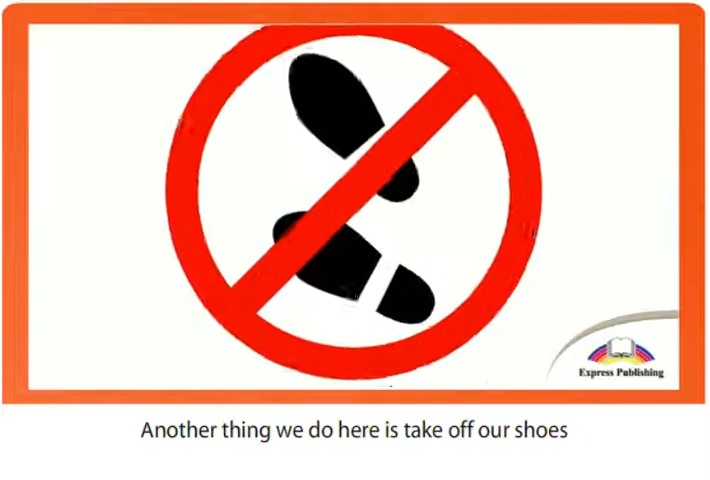 Express Publishing
Another thing we do here is take off our shoes